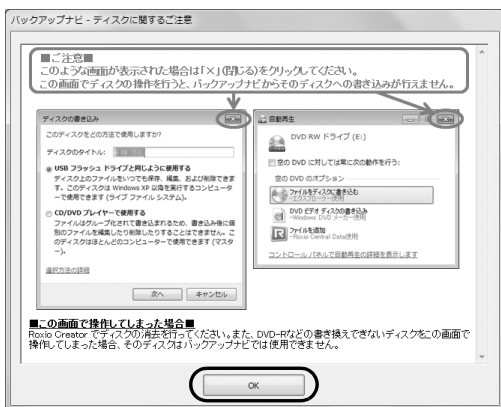 バックアップナビ - ディスクに関するご注意
■ご注意■
このような画面が表示された場合は「×」(閉じる)をクリックしてください。
この画面でディスクの操作を行うと、バックアップナビからそのディスクへの書き込みが行えません。
ディスクの書き込み
このディスクをどの方法で使用しますか?
ディスクのタイトル:
USB フラッシュ ドライブと同じように使用する
ディスク上のファイルをいつでも保存、編集、および削除できま
す。このディスクは Windows XP 以降を実行するコンピュータ
ーで使用できます (ライブ ファイル システム)。
CD/DVD プレイヤーで使用する
ファイルはグループ化されて書き込まれるため、書き込み後に個
別のファイルを編集したり削除したりすることはできません。こ
のディスクはほとんどのコンピューターで使用できます (マスタ
ー)。
選択方法の詳細
次へ
キャンセル
自動再生
DVD RW ドライブ (E:)
空の DVD に対しては常に次の動作を行う:
空の DVD のオプション
ファイルをディスクに書き込む
-エクスプローラー使用
DVD ビデオ ディスクの書き込み
-Windows DVD メーカー使用
ファイルを追加
-Roxio Central Data使用
コントロール パネルで自動再生の詳細を表示します
■この画面で操作してしまった場合■
Roxio Creator でディスクの消去を行ってください。また、DVD-Rなどの書き換えできないディスクをこの画面で
操作してしまった場合、そのディスクはバックアップナビでは使用できません。
OK